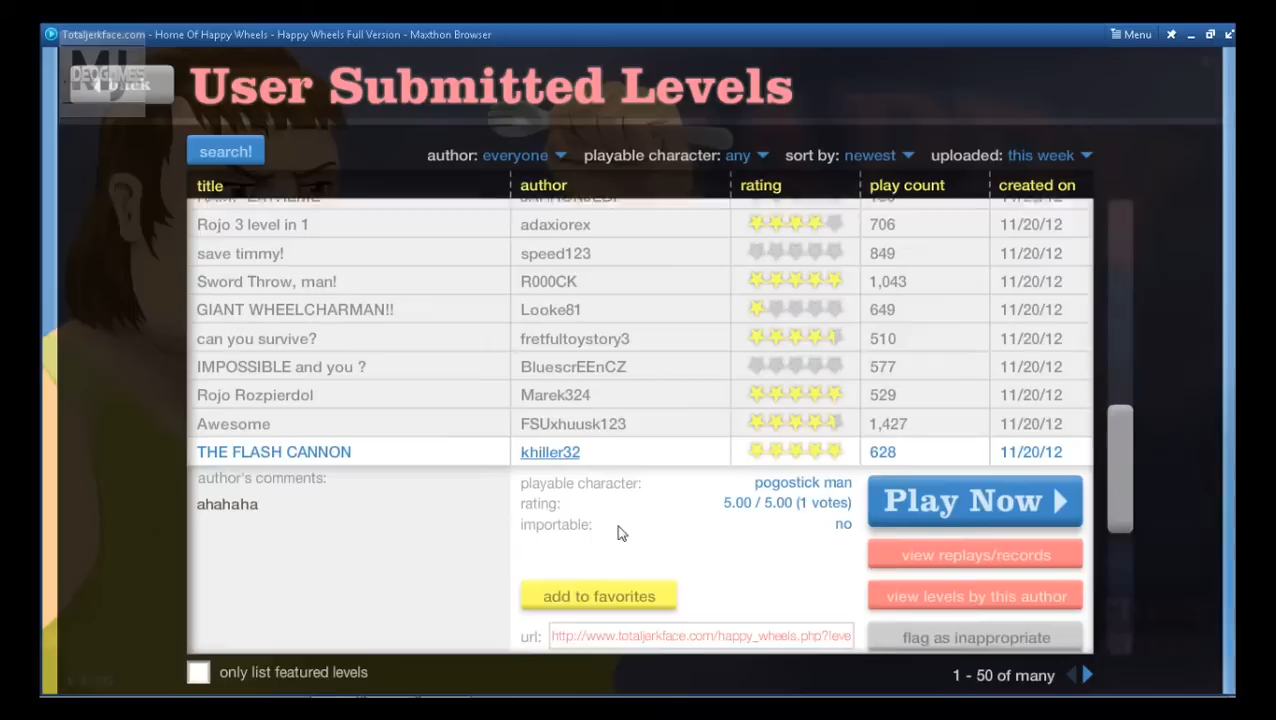 Totaljerkface.com - Home Of Happy Wheels - Happy Wheels Full Version - Maxthon Browser Menu
back
User Submitted Levels
search! author: everyone playable character: any sort by: newest uploaded: this week
title author rating play count created on
Rojo 3 level in 1 adaxiorex 706 11/20/12
save timmy! speed123 849 11/20/12
Sword Throw, man! R000CK 1,043 11/20/12
GIANT WHEELCHARMAN!! Looke81 649 11/20/12
can you survive? fretfultoystory3 510 11/20/12
IMPOSSIBLE and you ? BluescrEEnCZ 577 11/20/12
Rojo Rozpierdol Marek324 529 11/20/12
Awesome FSUxhuusk123 1,427 11/20/12
THE FLASH CANNON khiller32 628 11/20/12
author's comments: playable character: pogostick man
ahahaha rating: 5.00 / 5.00 (1 votes) Play Now
importable: no
view replays/records
add to favorites view levels by this author
url: http://www.totaljerkface.com/happy_wheels.php?leve flag as inappropriate
only list featured levels 1 - 50 of many